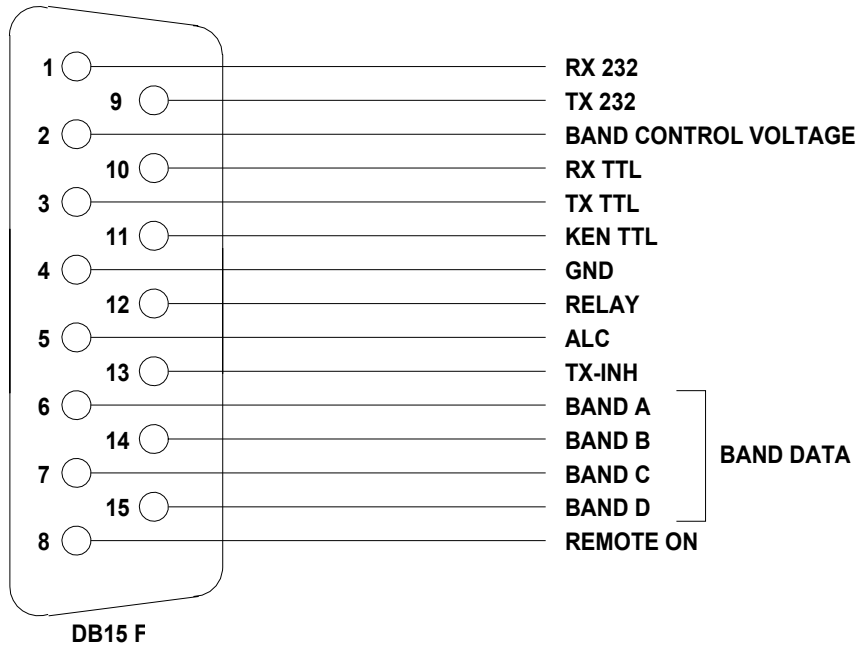 1 RX 232
9 TX 232
2 BAND CONTROL VOLTAGE
10 RX TTL
3 TX TTL
11 KEN TTL
4 GND
12 RELAY
5 ALC
13 TX-INH
6 BAND A
14 BAND B
7 BAND C
BAND DATA
15 BAND D
8 REMOTE ON
DB15 F